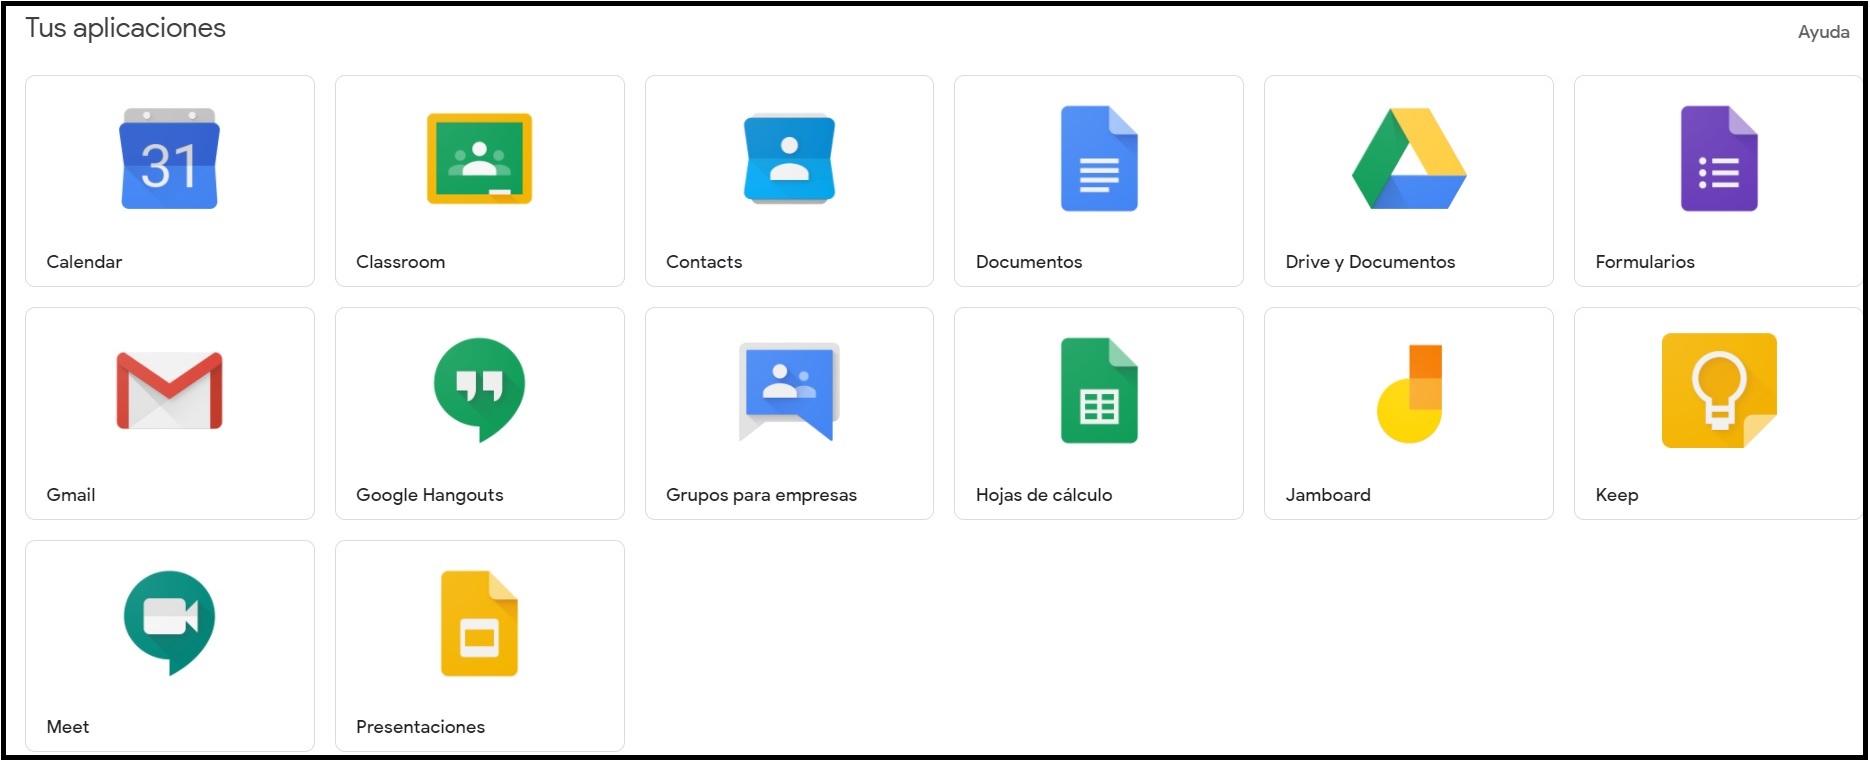 Tus aplicaciones
Ayuda
31
Calendar
Classroom
Contacts
Documentos
Drive y Documentos
Formularios
Gmail
Google Hangouts
Grupos para empresas
Hojas de cálculo
Jamboard
Keep
Meet
Presentaciones